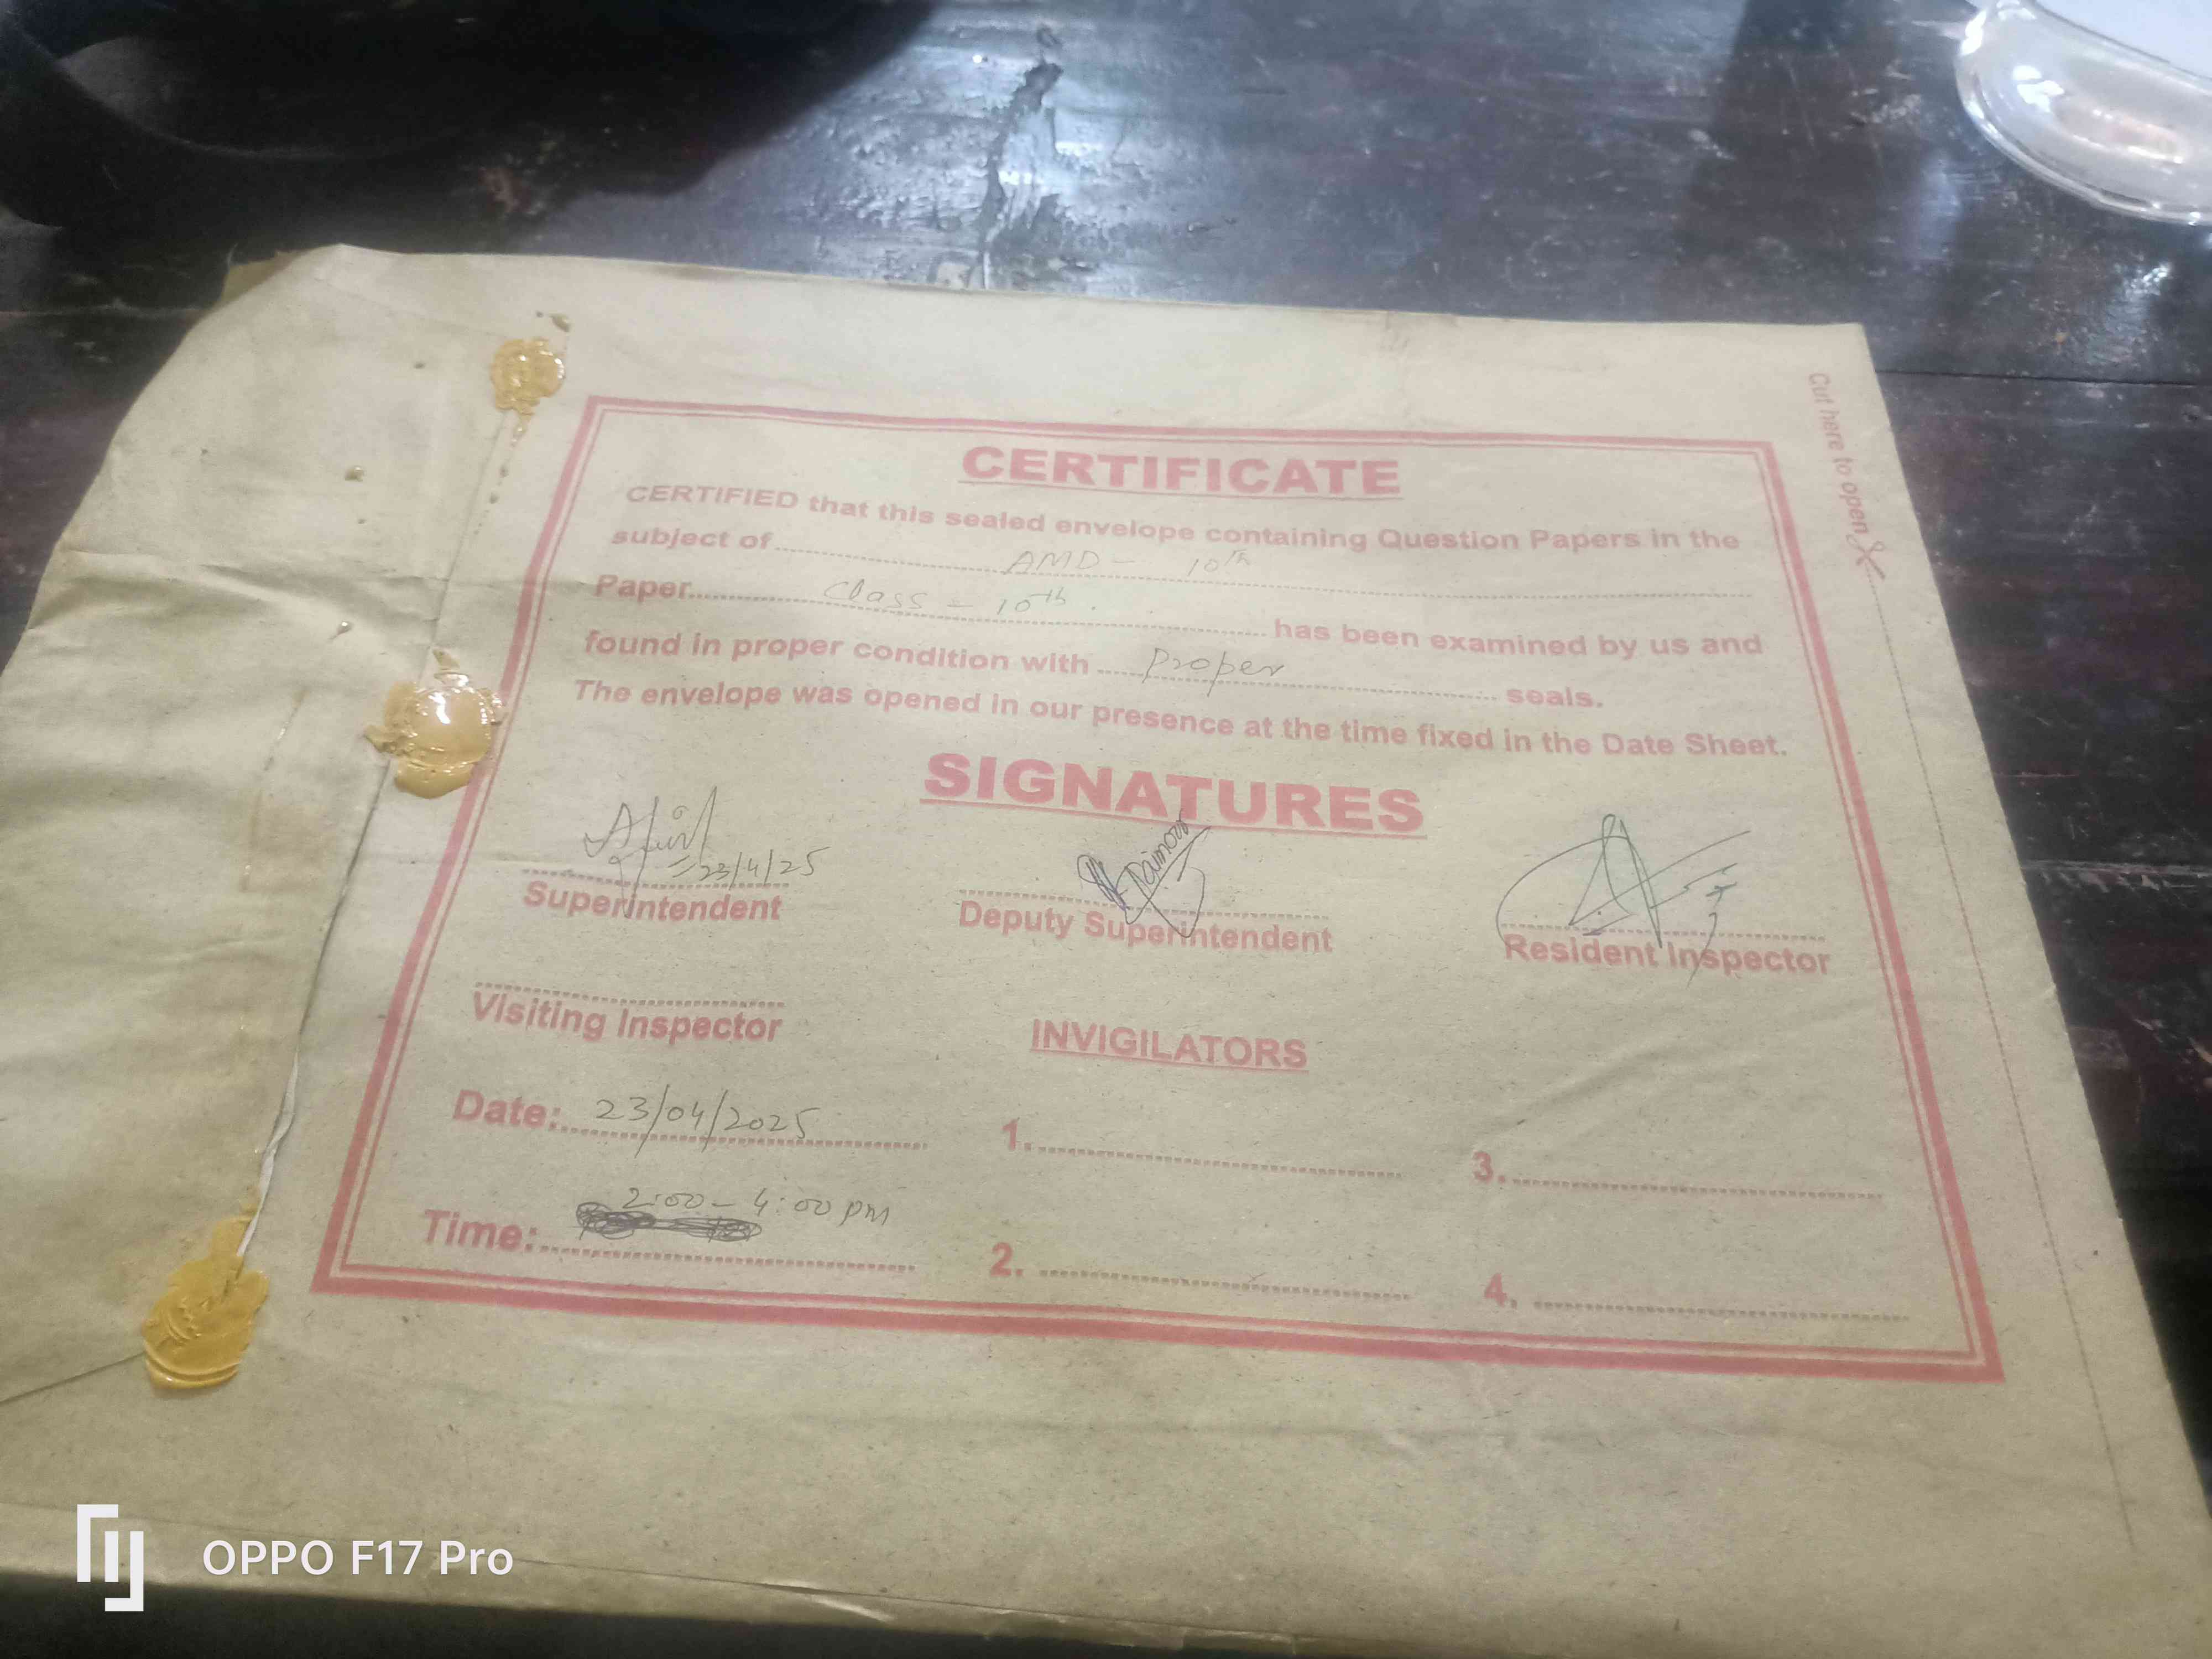 Cut here to open
CERTIFICATE
CERTIFIED that this sealed envelope containing Question Papers in the
subject of AMD - 10th
Paper Class - 10th. has been examined by us and
found in proper condition with Proper seals.
The envelope was opened in our presence at the time fixed in the Date Sheet.
SIGNATURES
23/4/25
Superintendent Deputy Superintendent Resident Inspector
Visiting Inspector INVIGILATORS
Date: 23/04/2025 1. 3.
Time: 2:00 - 4:00 pm 2. 4.
OPPO F17 Pro